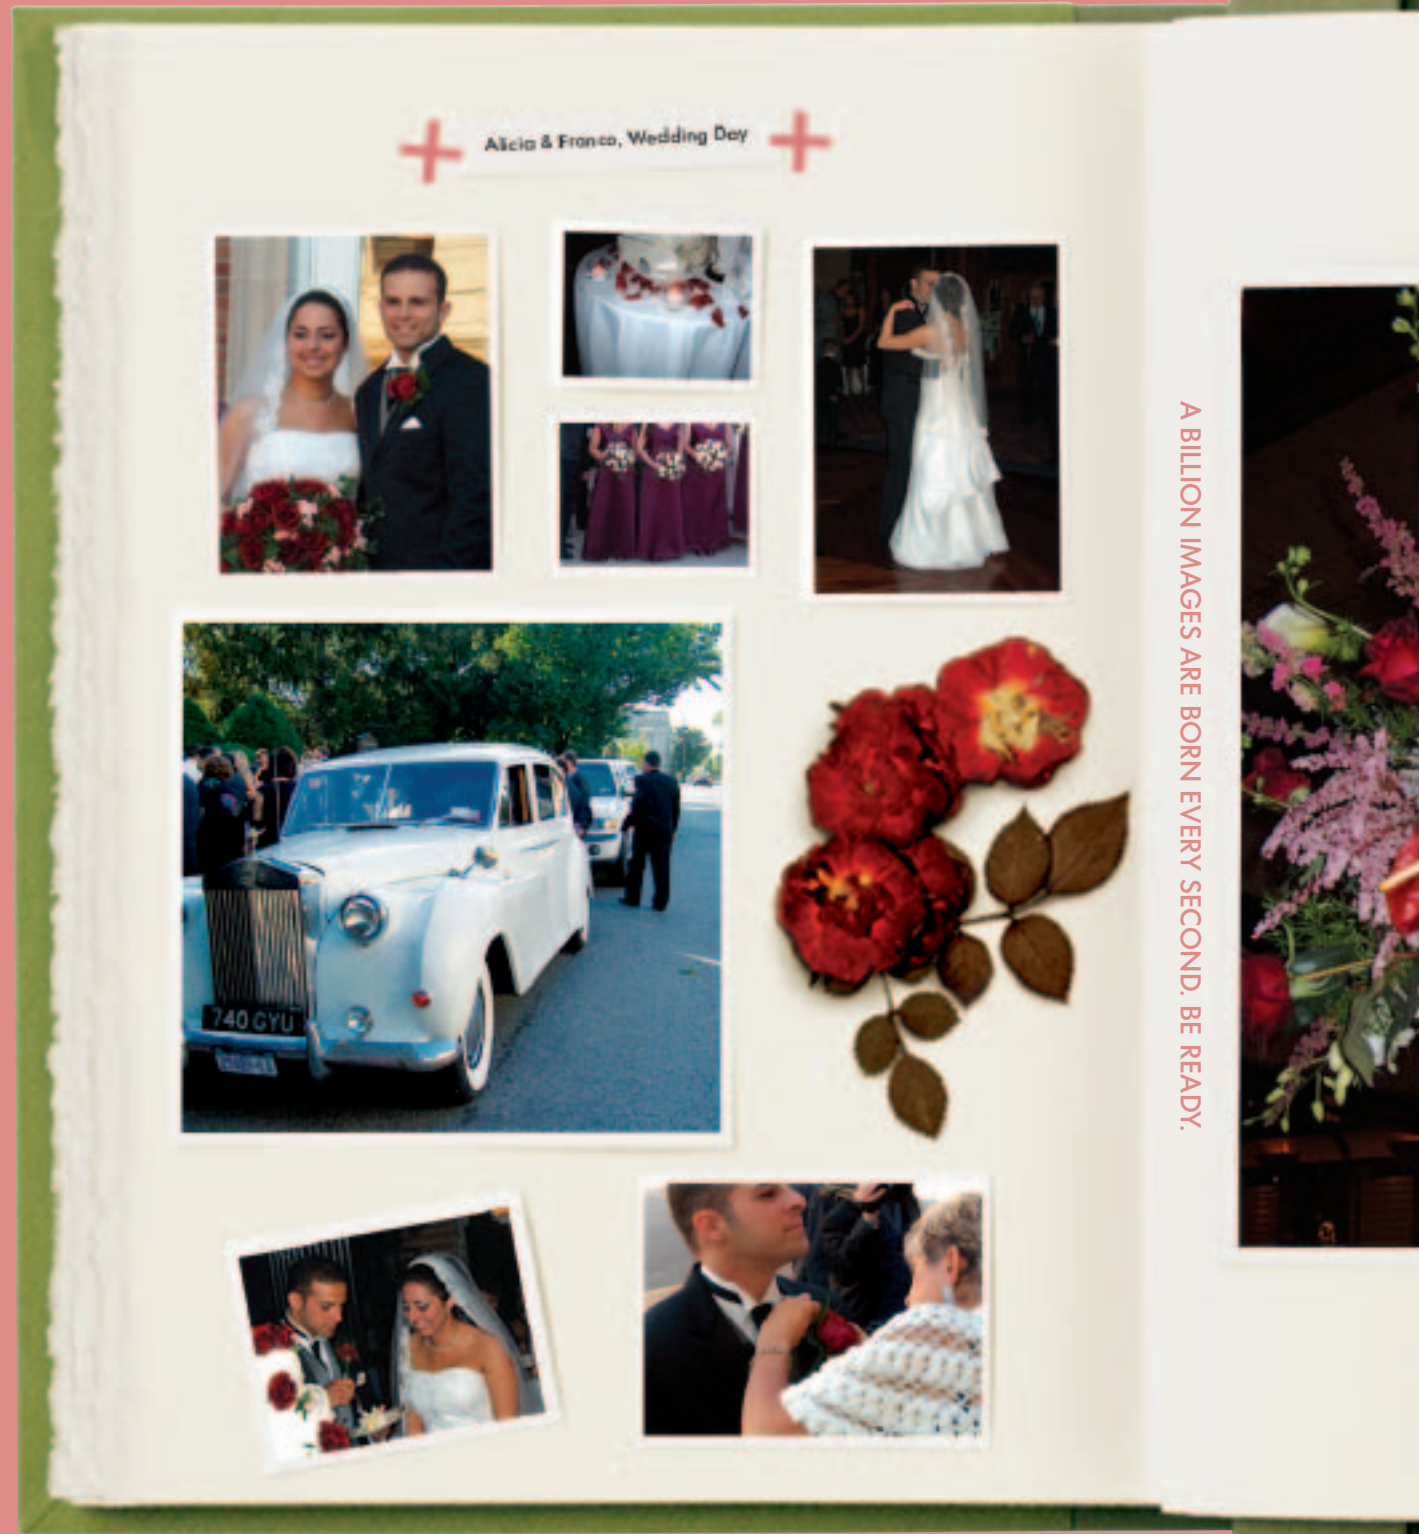 Alicia & Franco, Wedding Day
A BILLION IMAGES ARE BORN EVERY SECOND. BE READY.
740 GYU